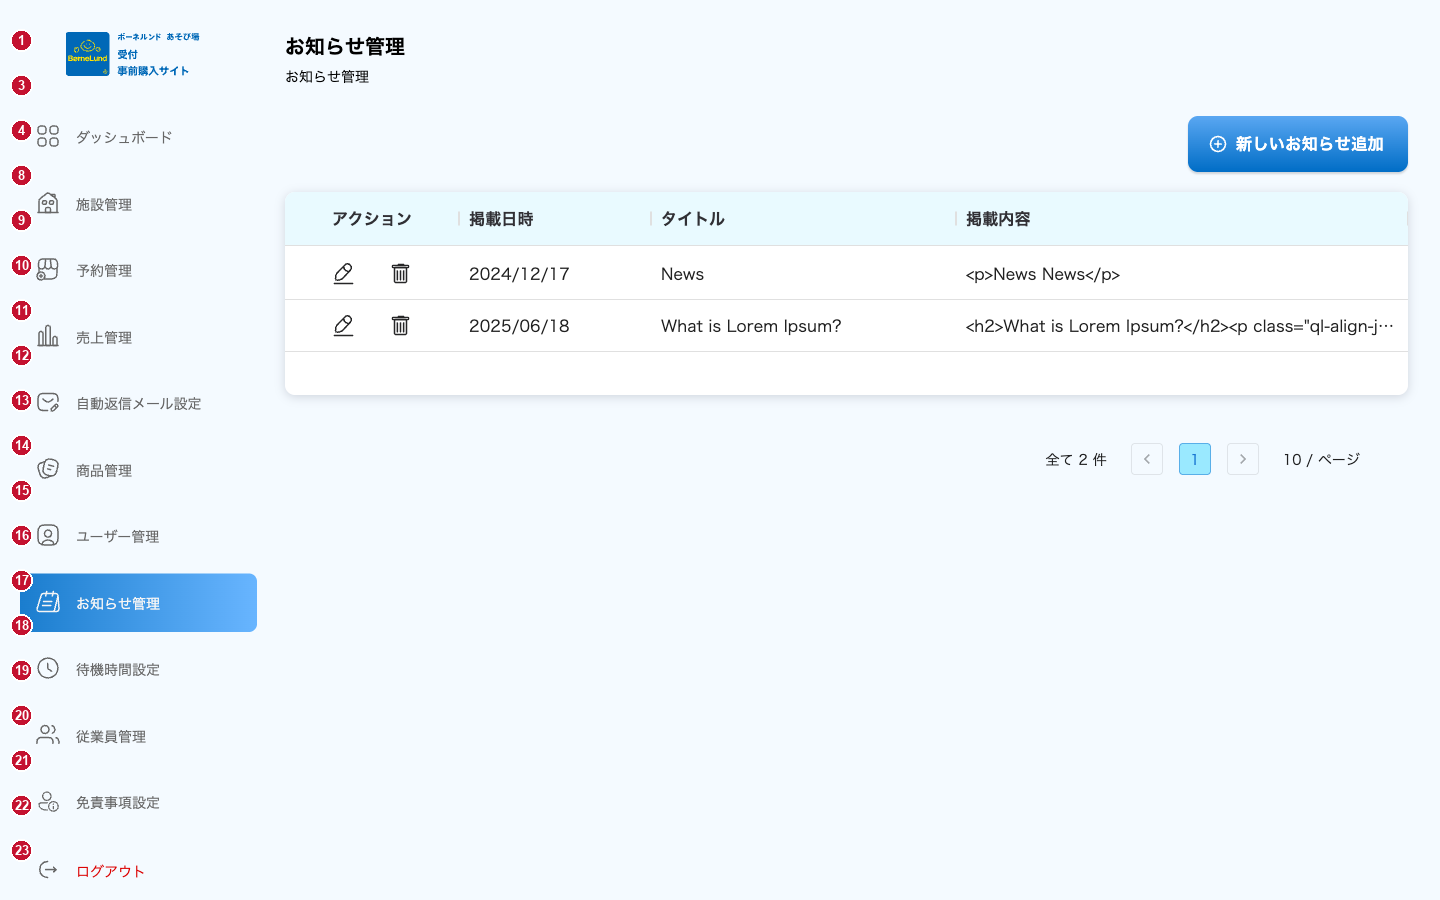 1
3
4
8
9
10
11
12
13
14
15
16
17
18
19
20
21
22
23
BørneLund
ボーネルンド あそび場
受付
事前購入サイト
ダッシュボード
施設管理
予約管理
売上管理
自動返信メール設定
商品管理
ユーザー管理
お知らせ管理
待機時間設定
従業員管理
免責事項設定
ログアウト
お知らせ管理
お知らせ管理
新しいお知らせ追加
アクション 掲載日時 タイトル 掲載内容
2024/12/17 News <p>News News</p>
2025/06/18 What is Lorem Ipsum? <h2>What is Lorem Ipsum?</h2><p class="ql-align-j…
全て 2 件 1 10 / ページ